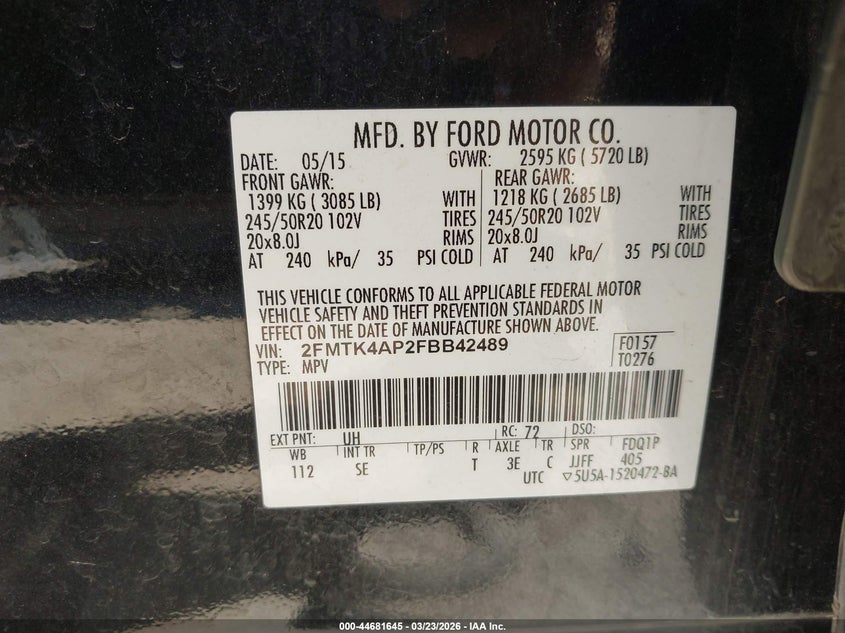 MFD. BY FORD MOTOR CO.
DATE: 05/15 GVWR: 2595 KG ( 5720 LB)
FRONT GAWR: REAR GAWR:
1399 KG ( 3085 LB) WITH 1218 KG ( 2685 LB) WITH
245/50R20 102V TIRES 245/50R20 102V TIRES
20x8.0J RIMS 20x8.0J RIMS
AT 240 kPa/ 35 PSI COLD AT 240 kPa/ 35 PSI COLD
THIS VEHICLE CONFORMS TO ALL APPLICABLE FEDERAL MOTOR
VEHICLE SAFETY AND THEFT PREVENTION STANDARDS IN
EFFECT ON THE DATE OF MANUFACTURE SHOWN ABOVE.
VIN: 2FMTK4AP2FBB42489 F0157
TYPE: MPV T0276
EXT PNT: UH RC: 72 DSO:
WB INT TR TP/PS R AXLE TR SPR FDQ1P
112 SE T 3E C JJFF 405
UTC ▽5U5A-1520472-BA
000-44681645 | 03/23/2026 - IAA Inc.